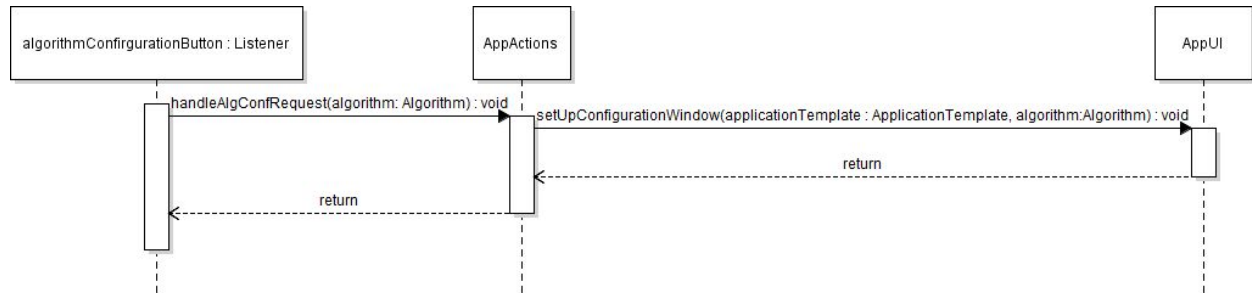 algorithmConfirgurationButton : Listener
AppActions
AppUI
handleAlgConfRequest(algorithm: Algorithm) : void
setUpConfigurationWindow(applicationTemplate : ApplicationTemplate, algorithm:Algorithm) : void
return
return